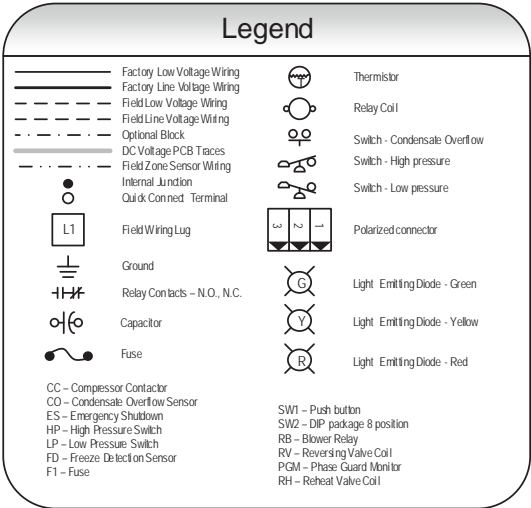 Legend
Factory Low Voltage Wiring
Factory Line Voltage Wiring
Field Low Voltage Wiring
Field Line Voltage Wiring
Optional Block
DC Voltage PCB Traces
Field Zone Sensor Wiring
Internal Junction
Quick Connect Terminal
L1
Field Wiring Lug
Ground
Relay Contacts – N.O., N.C.
Capacitor
Fuse
Thermistor
Relay Coil
Switch - Condensate Overflow
Switch - High pressure
Switch - Low pressure
3 2 1
Polarized connector
G
Light Emitting Diode - Green
Y
Light Emitting Diode - Yellow
R
Light Emitting Diode - Red
CC – Compressor Contactor
CO – Condensate Overflow Sensor
ES – Emergency Shutdown
HP – High Pressure Switch
LP – Low Pressure Switch
FD – Freeze Detection Sensor
F1 – Fuse
SW1 – Push button
SW2 – DIP package 8 position
RB – Blower Relay
RV – Reversing Valve Coil
PGM – Phase Guard Monitor
RH – Reheat Valve Coil